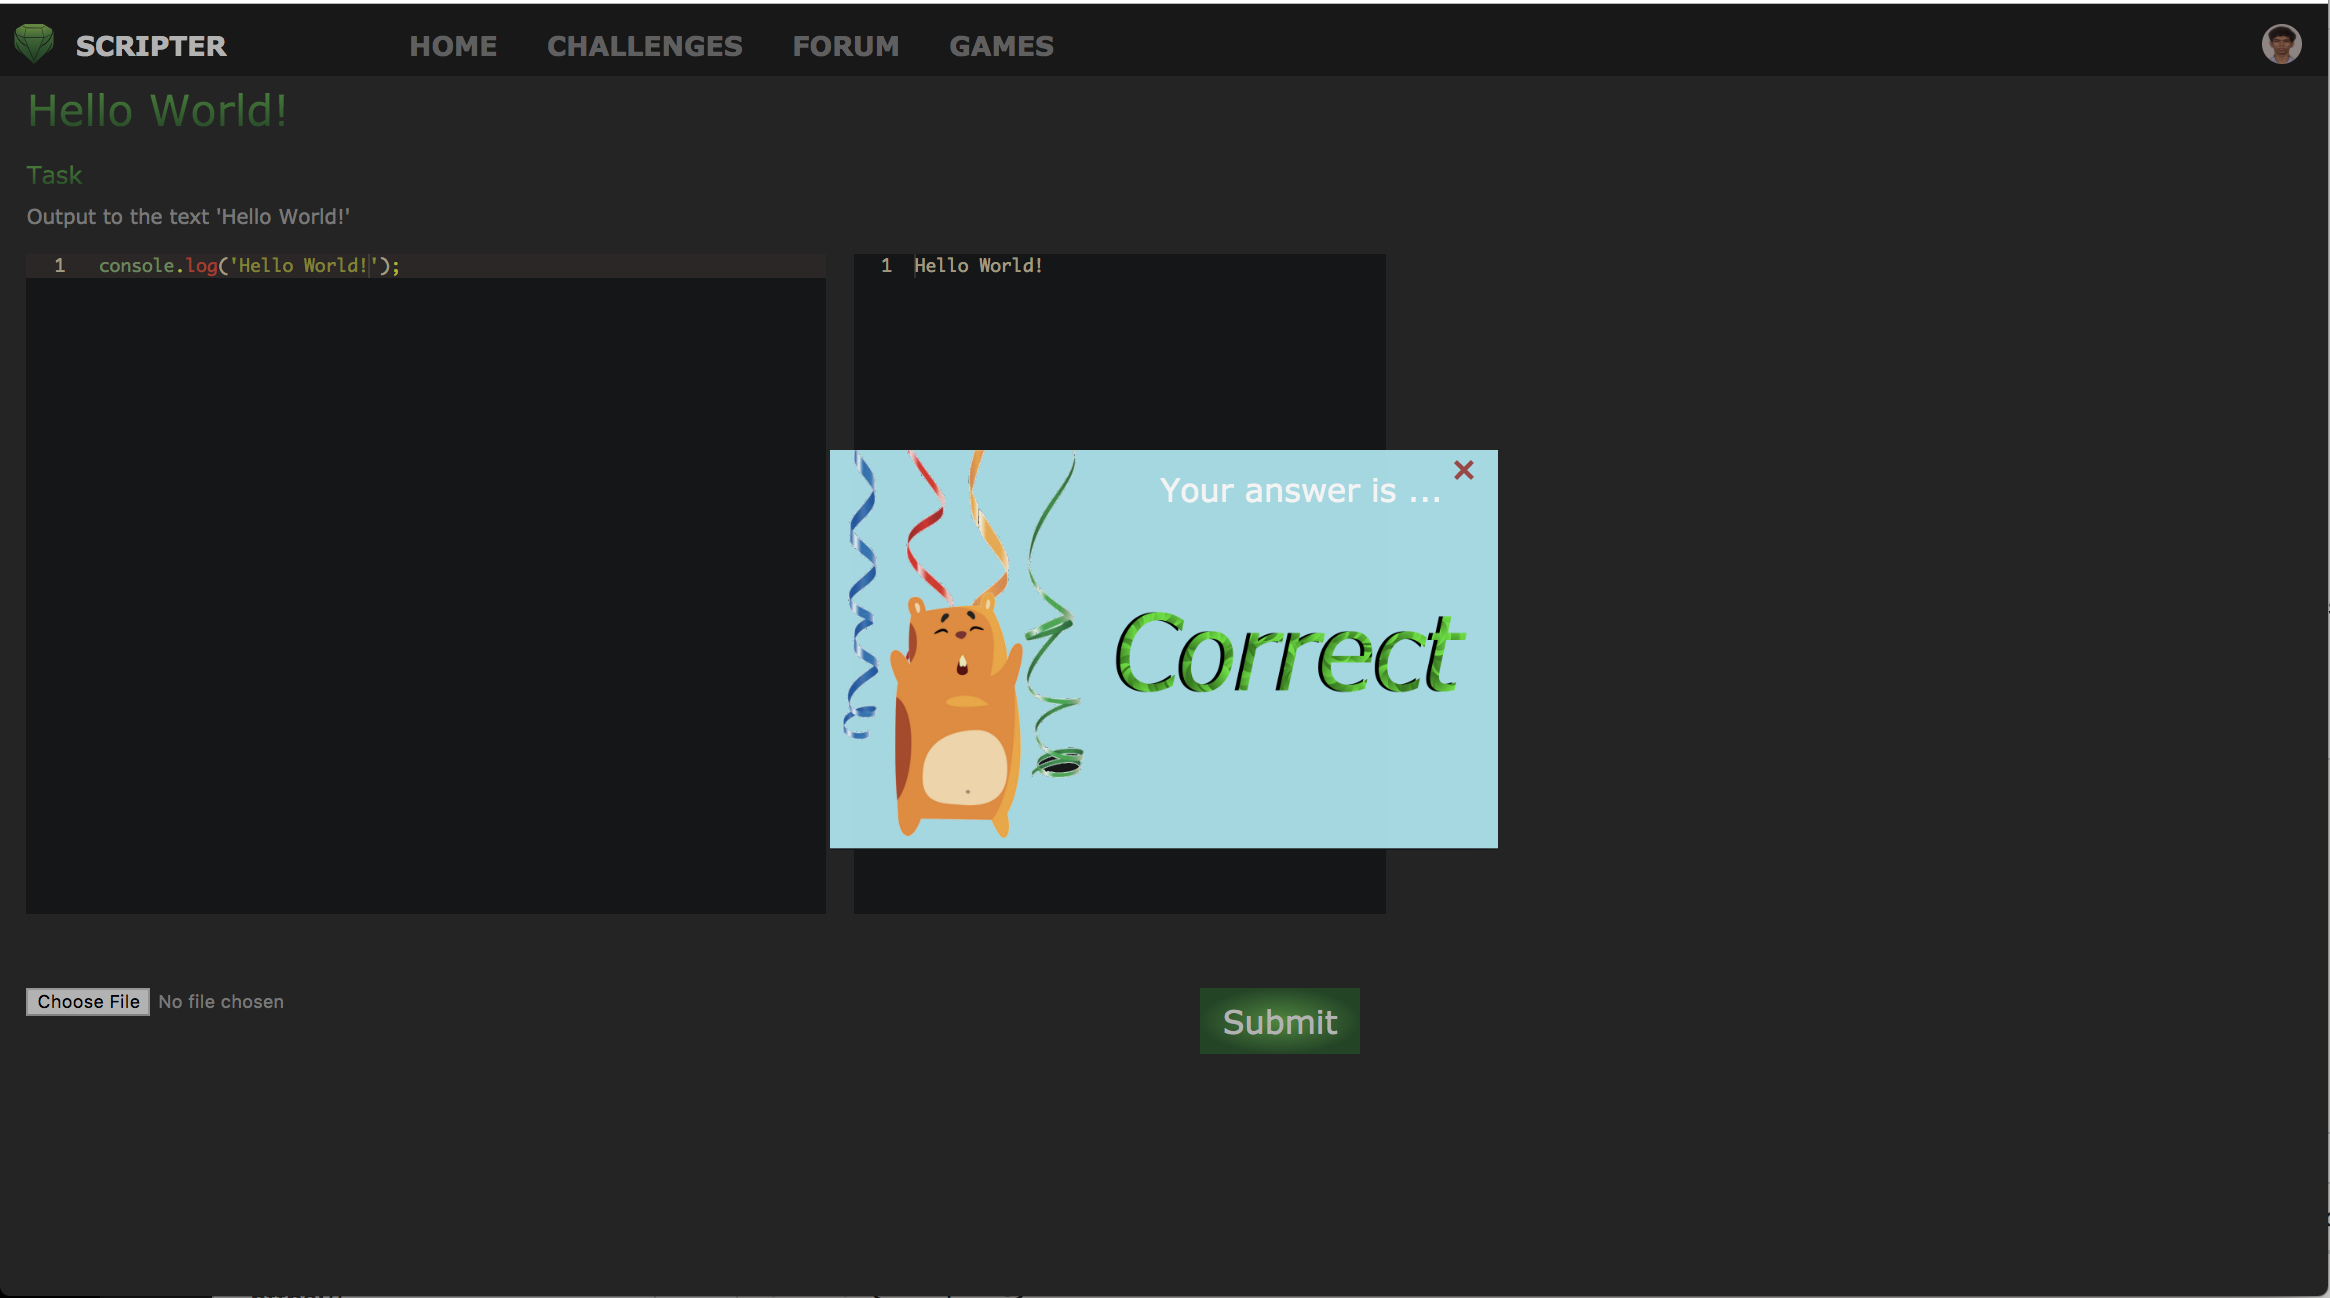 SCRIPTER HOME CHALLENGES FORUM GAMES
Hello World!
Task
Output to the text 'Hello World!'
1 console.log('Hello World!');
1 Hello World!
Your answer is ...
×
Correct
Choose File No file chosen
Submit